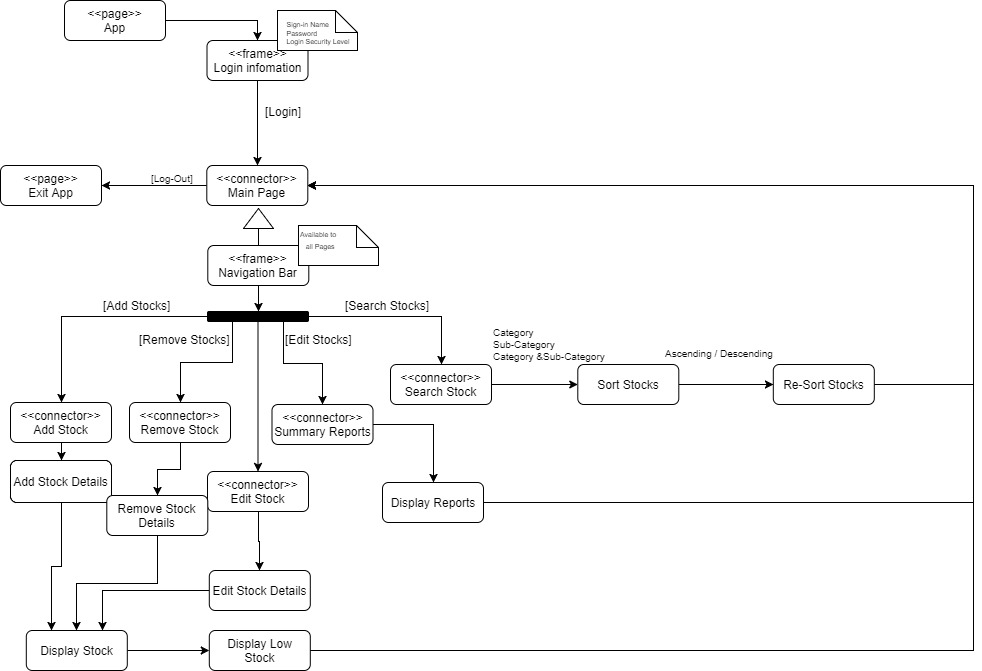 <<page>>
App
Sign-in Name
Password
Login Security Level
<<frame>>
Login infomation
[Login]
<<page>>
Exit App
[Log-Out]
<<connector>>
Main Page
Available to
all Pages
<<frame>>
Navigation Bar
[Add Stocks]
[Search Stocks]
[Remove Stocks]
[Edit Stocks]
Category
Sub-Category
Category &Sub-Category
Ascending / Descending
<<connector>>
Search Stock
Sort Stocks
Re-Sort Stocks
<<connector>>
Add Stock
<<connector>>
Remove Stock
<<connector>>
Summary Reports
Add Stock Details
<<connector>>
Edit Stock
Display Reports
Remove Stock
Details
Edit Stock Details
Display Stock
Display Low
Stock